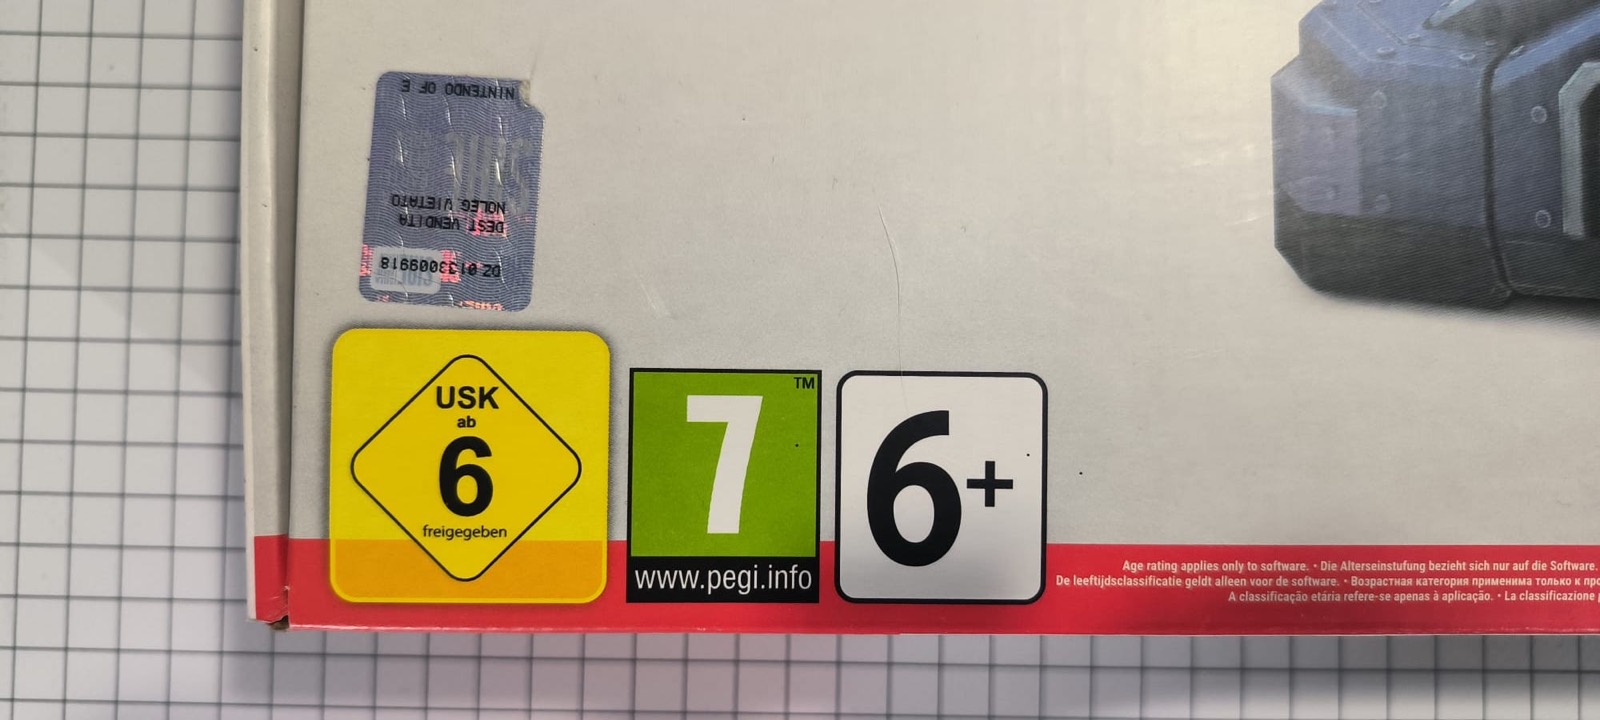 NINTENDO OF E
NOLEG VIETATO
DEST VENDITA
DZ 0133009918
USK
ab
6
freigegeben
7
TM
www.pegi.info
6+
Age rating applies only to software. • Die Alterseinstufung bezieht sich nur auf die Software.
De leeftijdsclassificatie geldt alleen voor de software. • Возрастная категория применима только к про
A classificação etária refere-se apenas à aplicação. • La classificazione